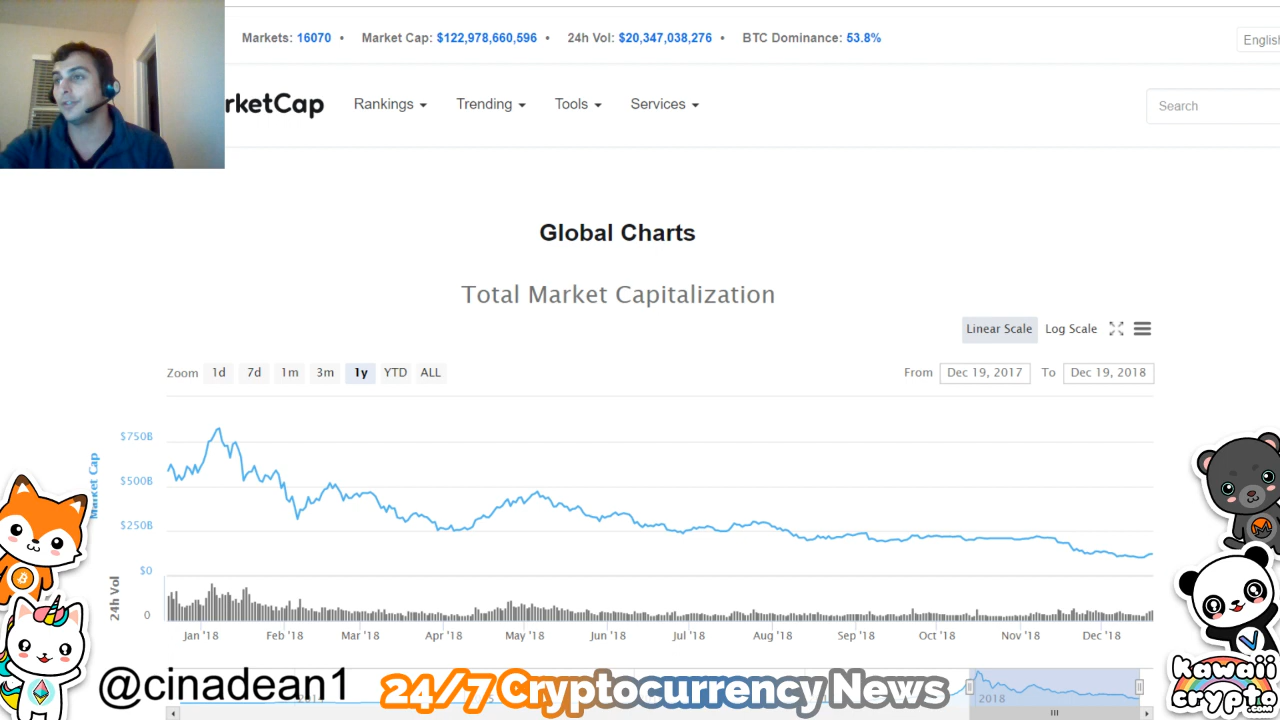 Markets: 16070 • Market Cap: $122,978,660,596 • 24h Vol: $20,347,038,276 • BTC Dominance: 53.8%
English
rketCap Rankings Trending Tools Services
Search
Global Charts
Total Market Capitalization
Linear Scale Log Scale
Zoom 1d 7d 1m 3m 1y YTD ALL From Dec 19, 2017 To Dec 19, 2018
Market Cap
$750B
$500B
$250B
$0
24h Vol
0
Jan '18 Feb '18 Mar '18 Apr '18 May '18 Jun '18 Jul '18 Aug '18 Sep '18 Oct '18 Nov '18 Dec '18
2018
@cinadean1
24/7 Cryptocurrency News
kawaii
crypto
.com